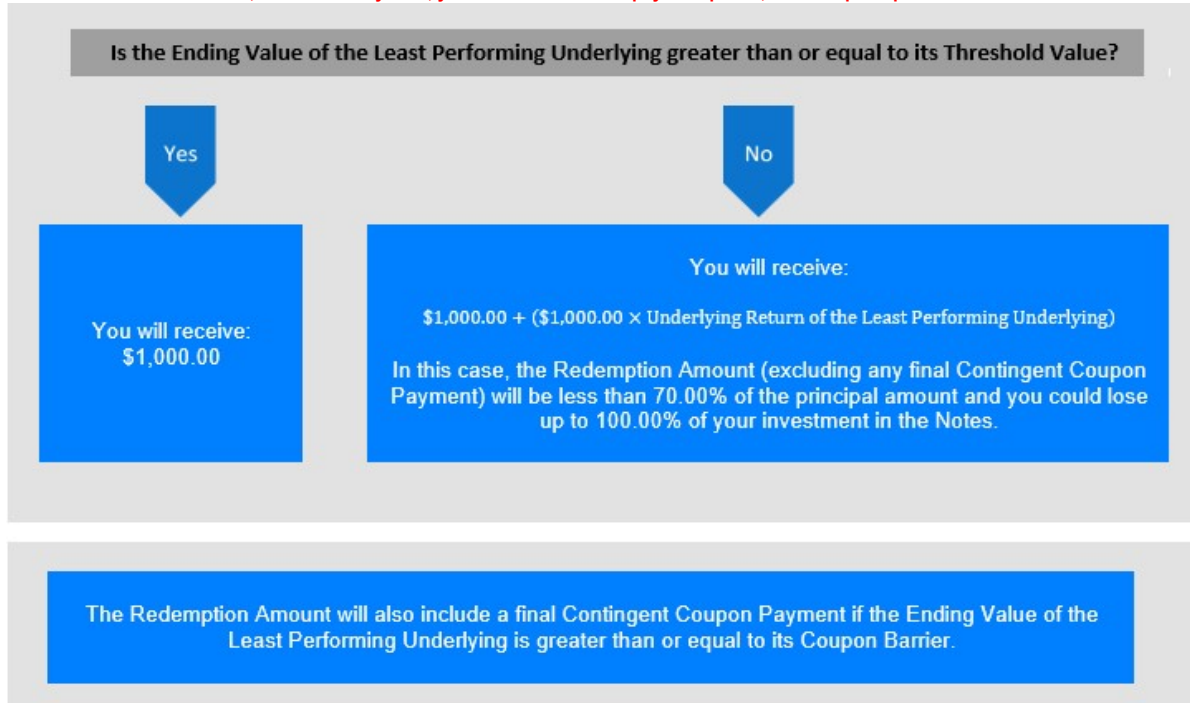 Is the Ending Value of the Least Performing Underlying greater than or equal to its Threshold Value?
Yes
No
You will receive:
$1,000.00
You will receive:
$1,000.00 + ($1,000.00 × Underlying Return of the Least Performing Underlying)
In this case, the Redemption Amount (excluding any final Contingent Coupon
Payment) will be less than 70.00% of the principal amount and you could lose
up to 100.00% of your investment in the Notes.
The Redemption Amount will also include a final Contingent Coupon Payment if the Ending Value of the
Least Performing Underlying is greater than or equal to its Coupon Barrier.